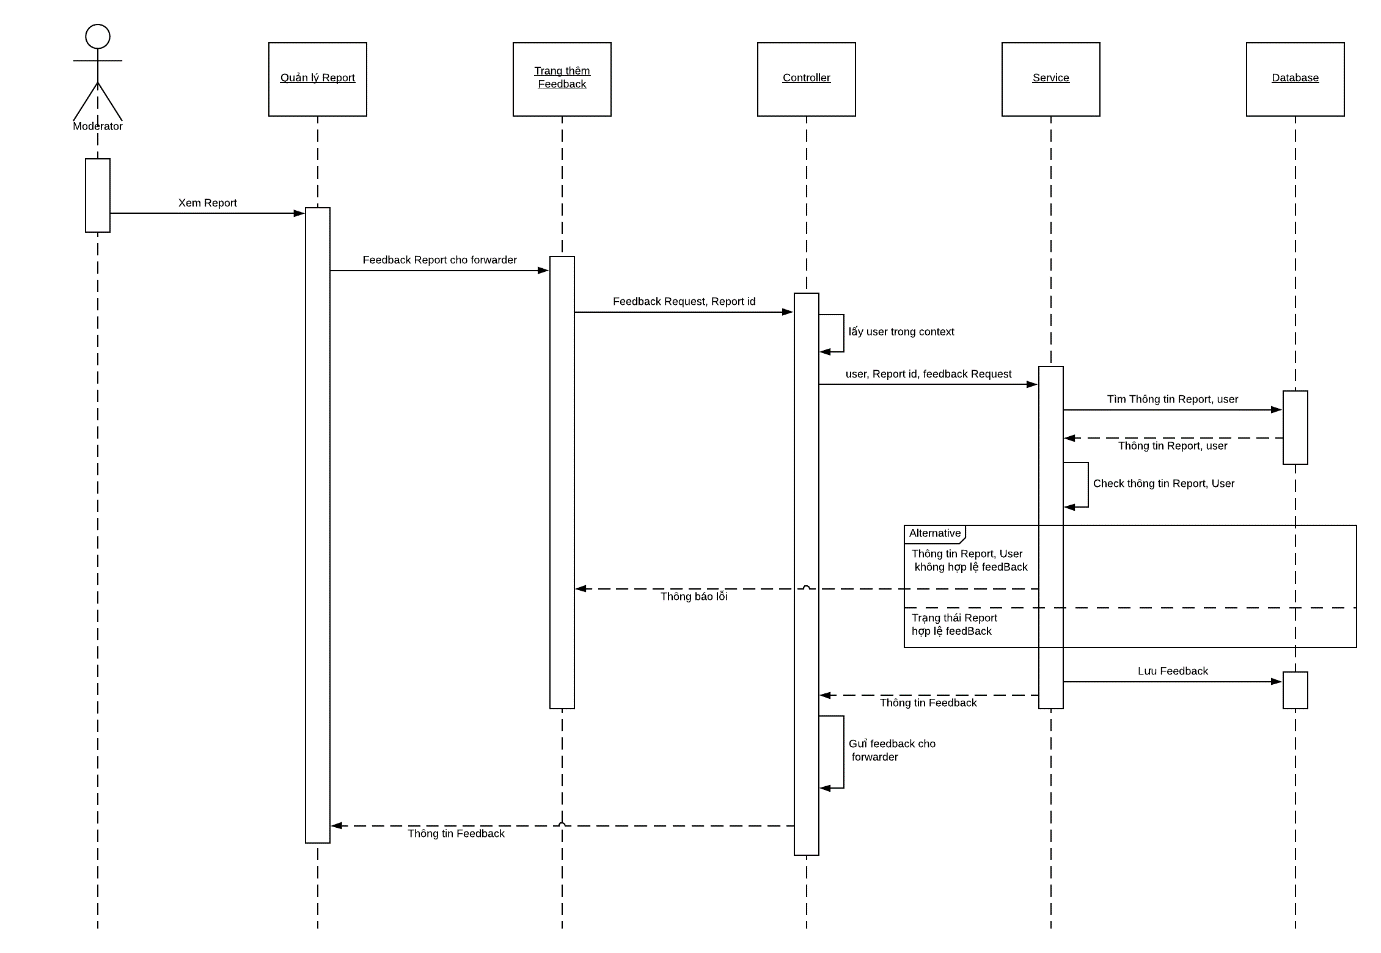 Moderator
Quản lý Report
Trang thêm
Feedback
Controller
Service
Database
Xem Report
Feedback Report cho forwarder
Feedback Request, Report id
lấy user trong context
user, Report id, feedback Request
Tìm Thông tin Report, user
Thông tin Report, user
Check thông tin Report, User
Alternative
Thông tin Report, User
không hợp lệ feedBack
Thông báo lỗi
Trạng thái Report
hợp lệ feedBack
Lưu Feedback
Thông tin Feedback
Guỉ feedback cho
forwarder
Thông tin Feedback